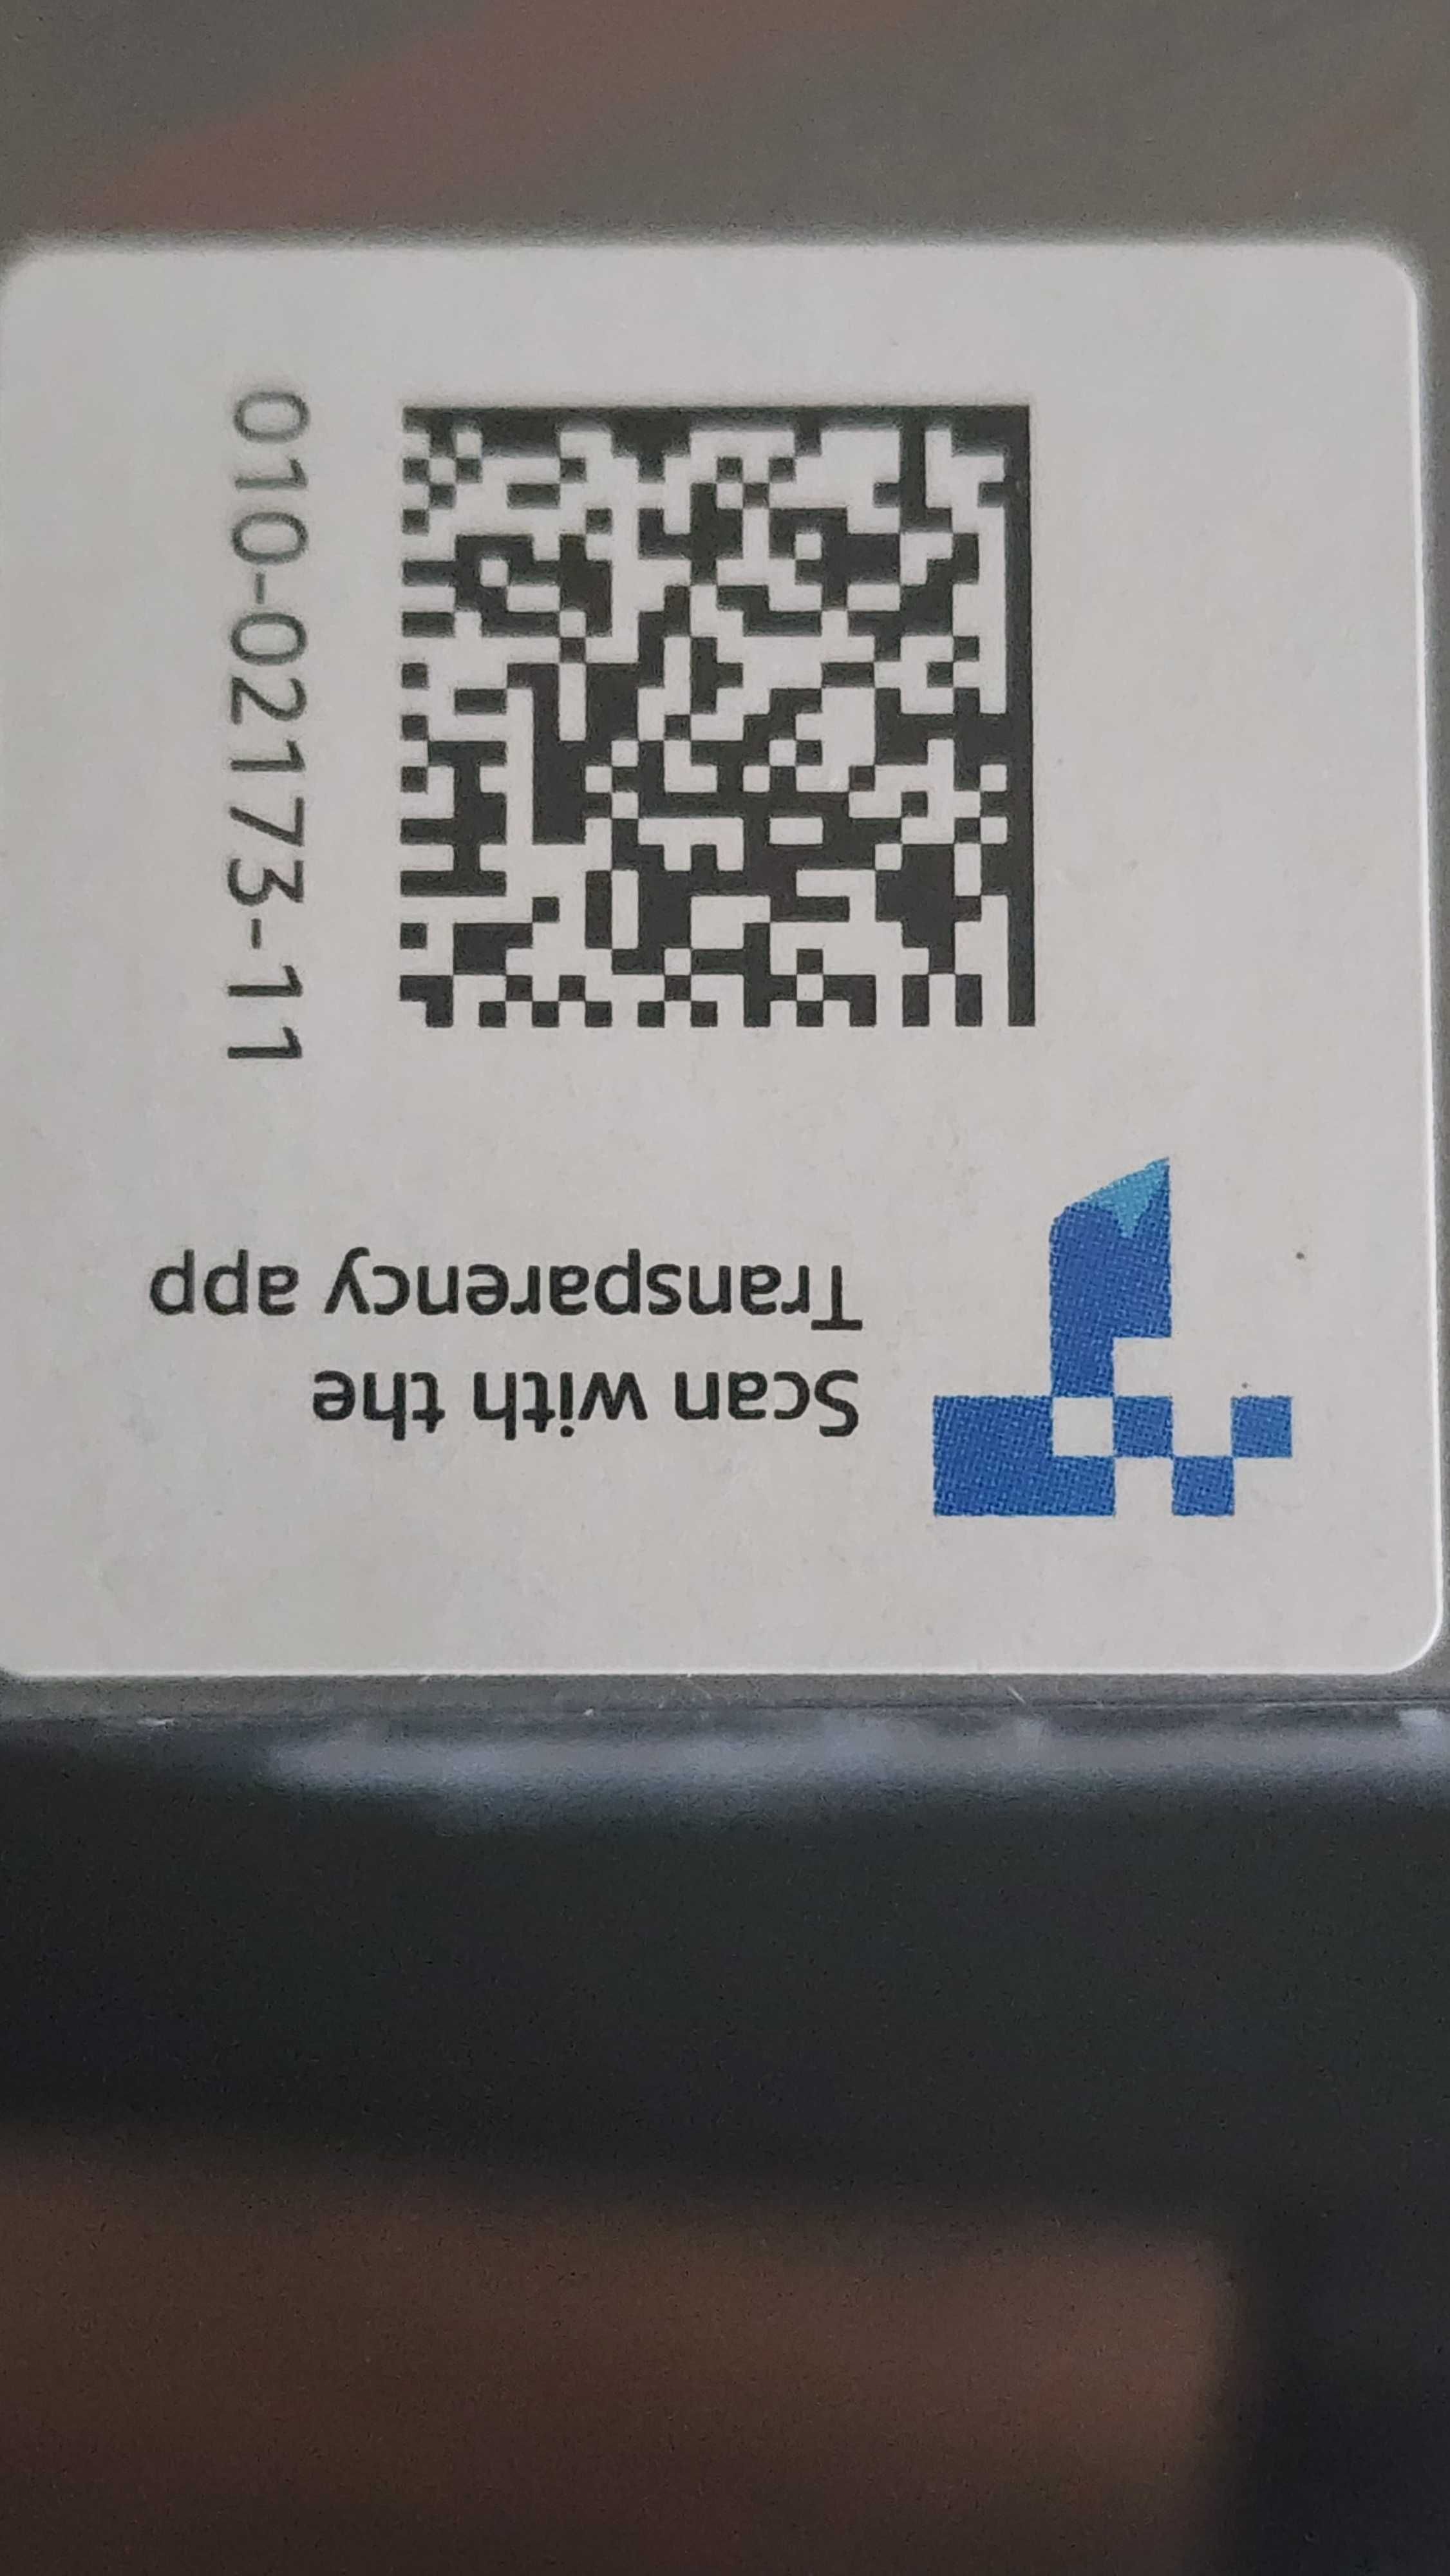 Scan with the
Transparency app
010-02173-11